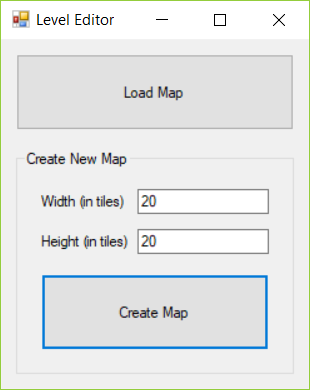 Level Editor
Load Map
Create New Map
Width (in tiles) 20
Height (in tiles) 20
Create Map